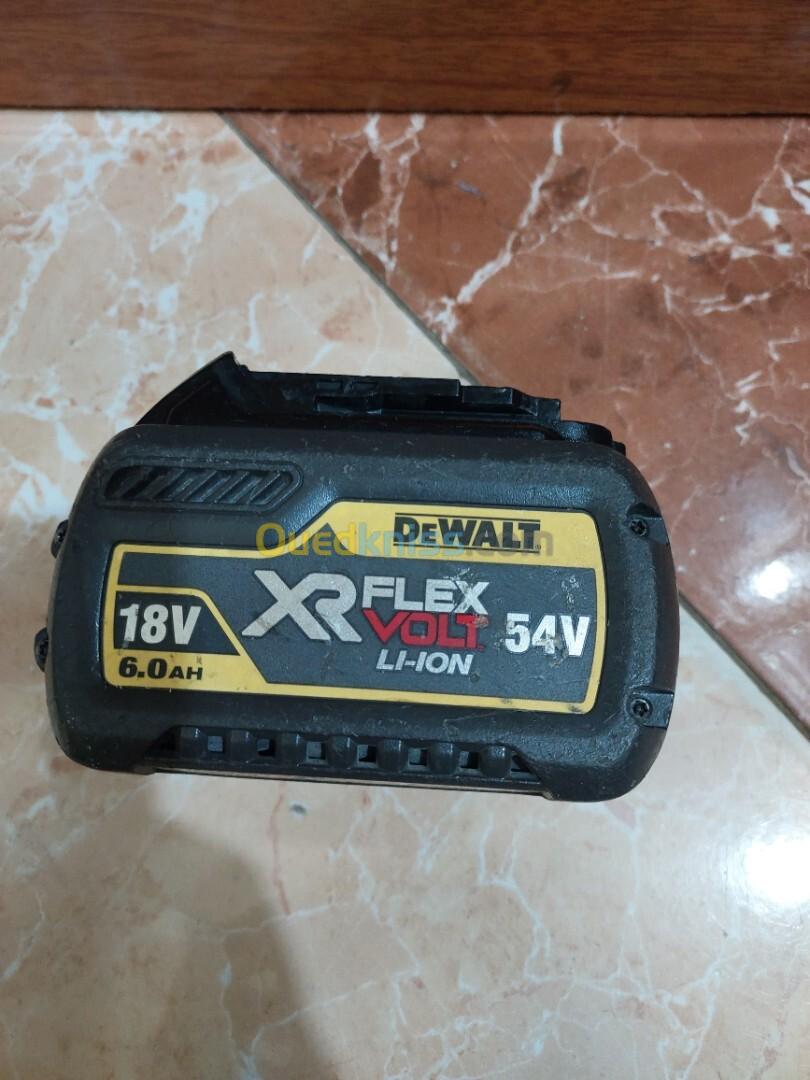 DEWALT
Ouedkniss.com
XR FLEX
VOLT
18V
54V
LI-ION
6.0AH